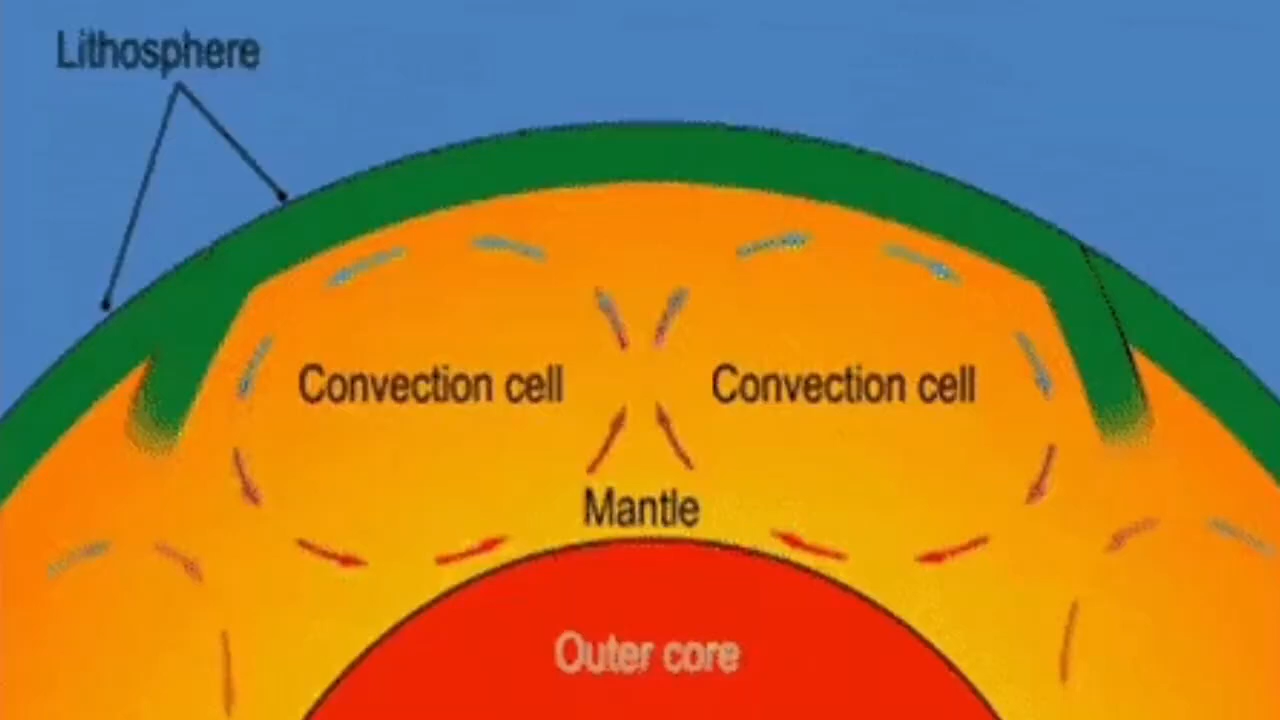 Lithosphere
Convection cell
Convection cell
Mantle
Outer core